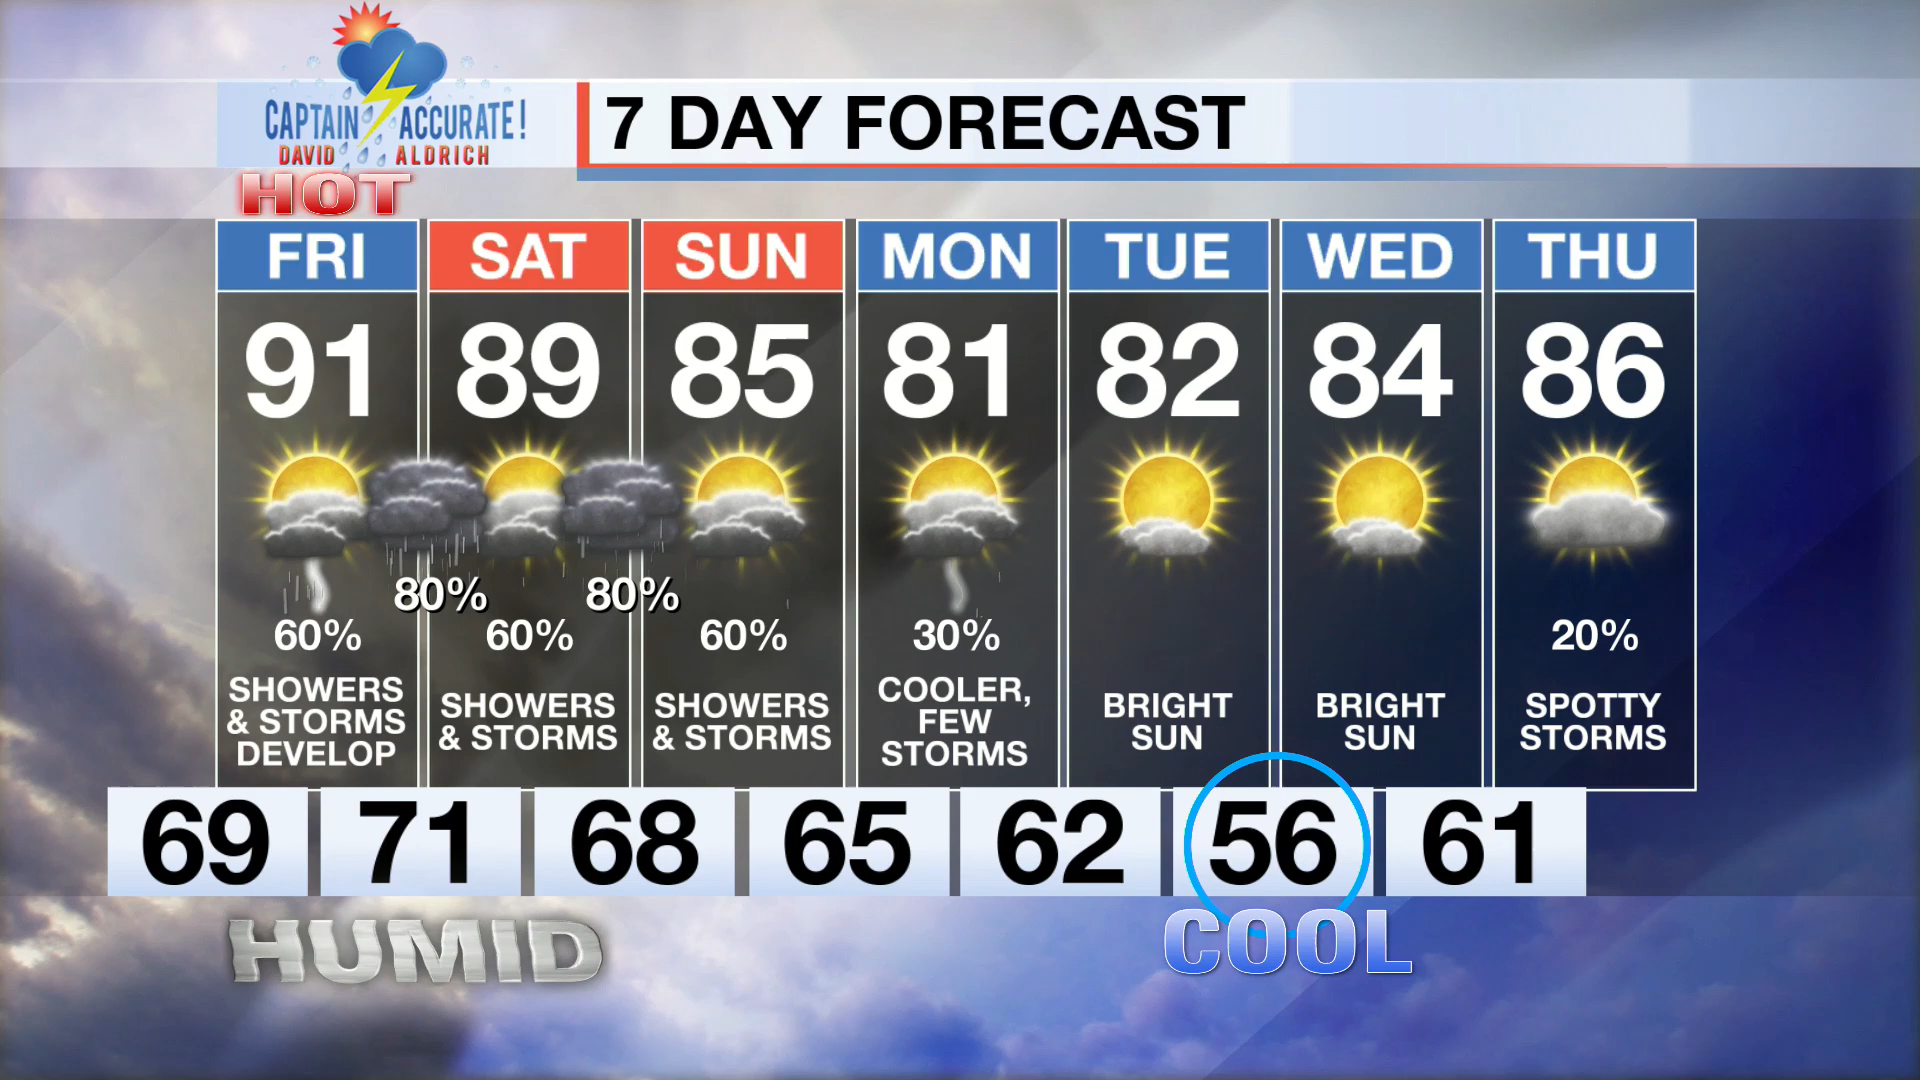 CAPTAIN ACCURATE!
DAVID ALDRICH
7 DAY FORECAST
HOT
FRI SAT SUN MON TUE WED THU
91 89 85 81 82 84 86
80% 80%
60% 60% 60% 30% 20%
SHOWERS
& STORMS
DEVELOP
SHOWERS
& STORMS
SHOWERS
& STORMS
COOLER,
FEW
STORMS
BRIGHT
SUN
BRIGHT
SUN
SPOTTY
STORMS
69 71 68 65 62 56 61
HUMID COOL